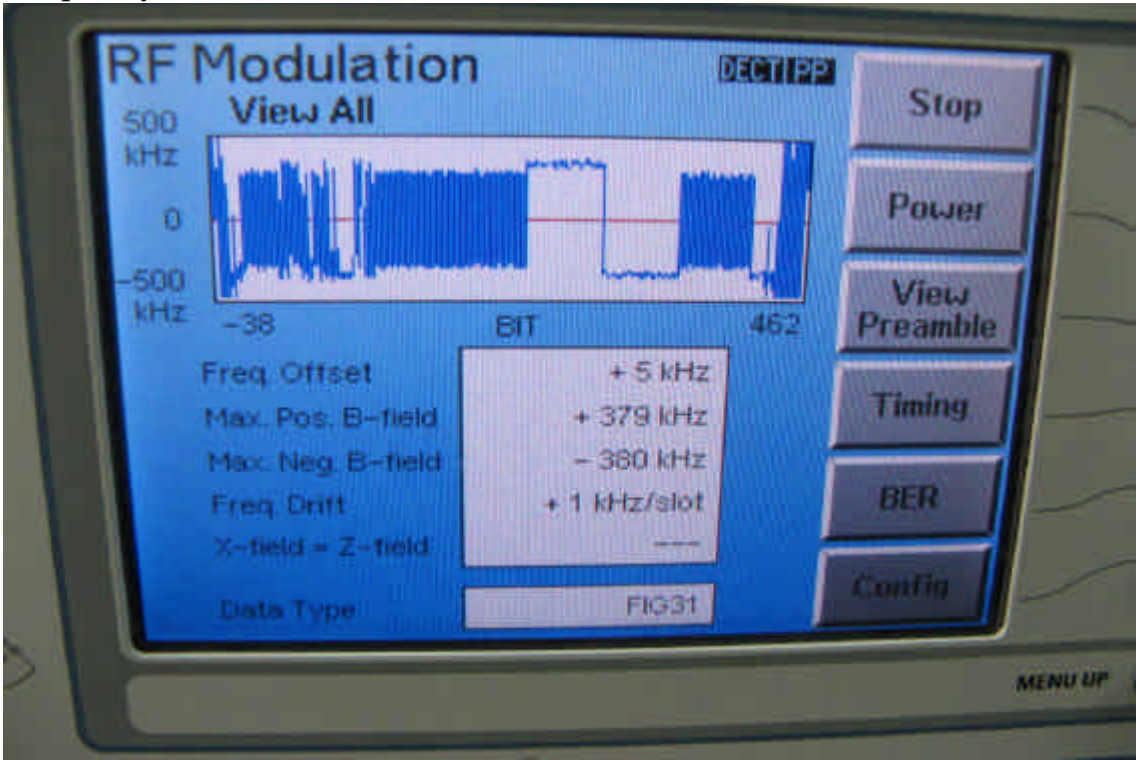 RF Modulation
DECT PP
View All
500
kHz
0
-500
kHz
-38 BIT 462
Freq. Offset + 5 kHz
Max. Pos. B-field + 379 kHz
Max. Neg. B-field - 380 kHz
Freq. Drift + 1 kHz/slot
X-field = Z-field ---
Data Type FIG31
Stop
Power
View
Preamble
Timing
BER
Config
MENU UP